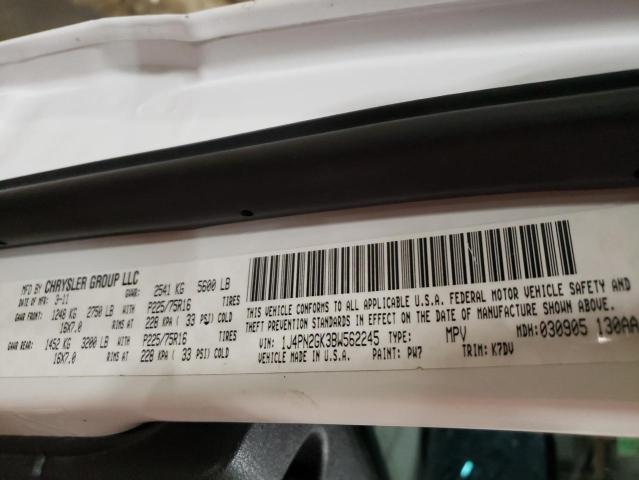 MFD BY CHRYSLER GROUP LLC
DATE OF MFR: 3-11 GVWR: 2541 KG 5600 LB
GAWR FRONT: 1248 KG 2750 LB WITH P225/75R16 TIRES
16X7.0 RIMS AT 228 KPA ( 33 PSI) COLD
GAWR REAR: 1452 KG 3200 LB WITH P225/75R16 TIRES
16X7.0 RIMS AT 228 KPA ( 33 PSI) COLD
THIS VEHICLE CONFORMS TO ALL APPLICABLE U.S.A. FEDERAL MOTOR VEHICLE SAFETY AND
THEFT PREVENTION STANDARDS IN EFFECT ON THE DATE OF MANUFACTURE SHOWN ABOVE.
VIN: 1J4PN2GK3BW562245 TYPE: MPV MDH: 030905 130AA
VEHICLE MADE IN U.S.A. PAINT: PW7 TRIM: K7DV